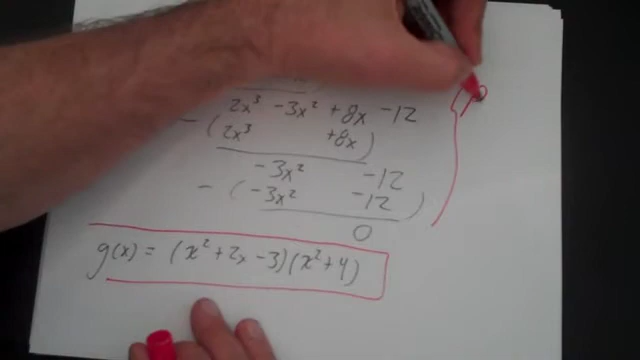 2x³ -3x² +8x -12
- (2x³ +8x)
-3x² -12
- (-3x² -12)
0
g(x) = (x² + 2x - 3)(x² + 4)